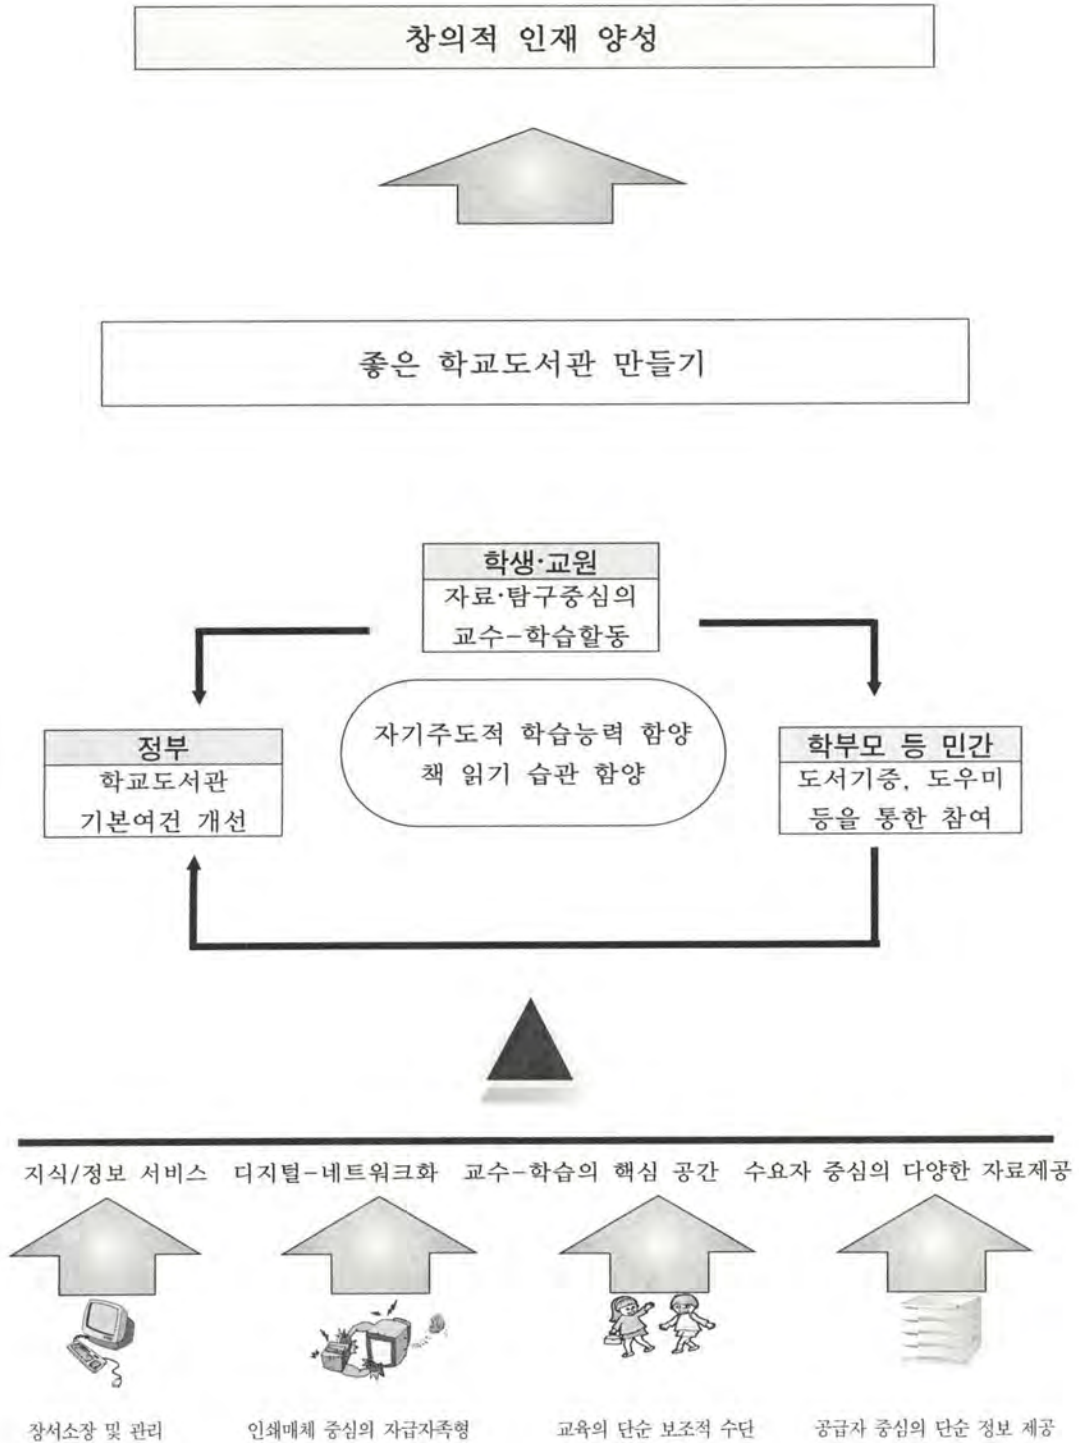 창의적 인재 양성
좋은 학교도서관 만들기
학생·교원
자료·탐구중심의
교수-학습활동
자기주도적 학습능력 함양
책 읽기 습관 함양
정부
학교도서관
기본여건 개선
학부모 등 민간
도서기증, 도우미
등을 통한 참여
지식/정보 서비스 디지털-네트워크화 교수-학습의 핵심 공간 수요자 중심의 다양한 자료제공
장서소장 및 관리 인쇄매체 중심의 자급자족형 교육의 단순 보조적 수단 공급자 중심의 단순 정보 제공